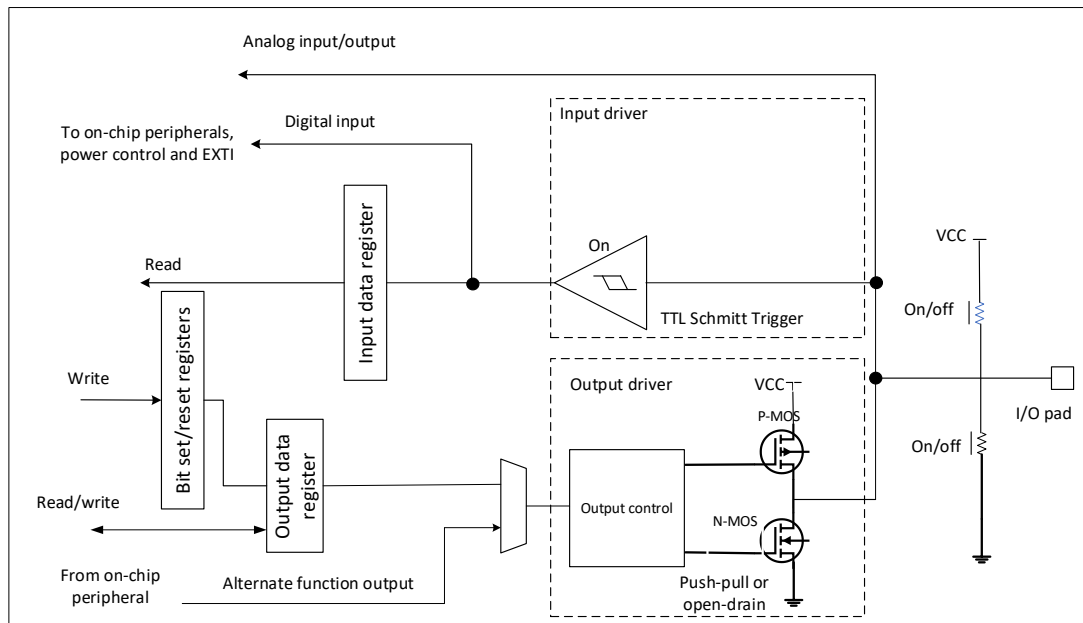 Analog input/output
Input driver
Digital input
To on-chip peripherals,
power control and EXTI
On
TTL Schmitt Trigger
Input data register
Read
VCC
On/off
Bit set/reset registers
Write
Output driver
VCC
P-MOS
I/O pad
On/off
Output data
register
Read/write
Output control
N-MOS
Push-pull or
open-drain
From on-chip
peripheral
Alternate function output